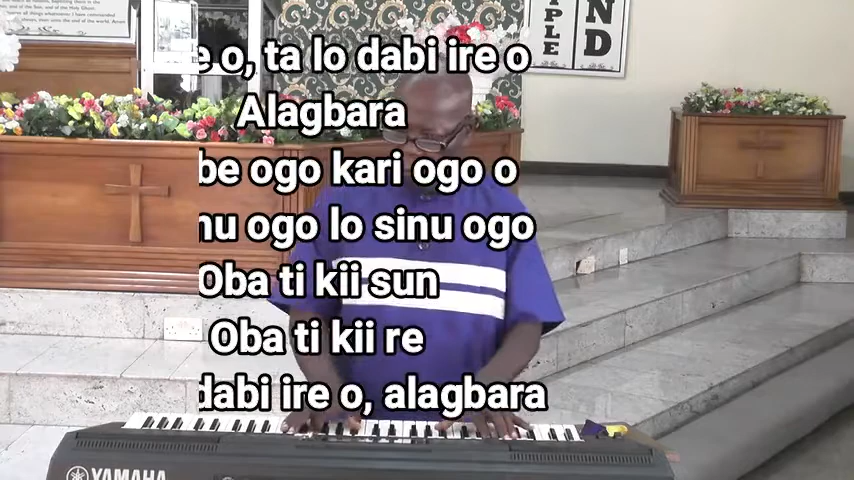 o, ta lo dabi ire o
Alagbara
be ogo kari ogo o
ogo lo sinu ogo
Oba ti kii sun
Oba ti kii re
dabi ire o, alagbara
YAMAHA